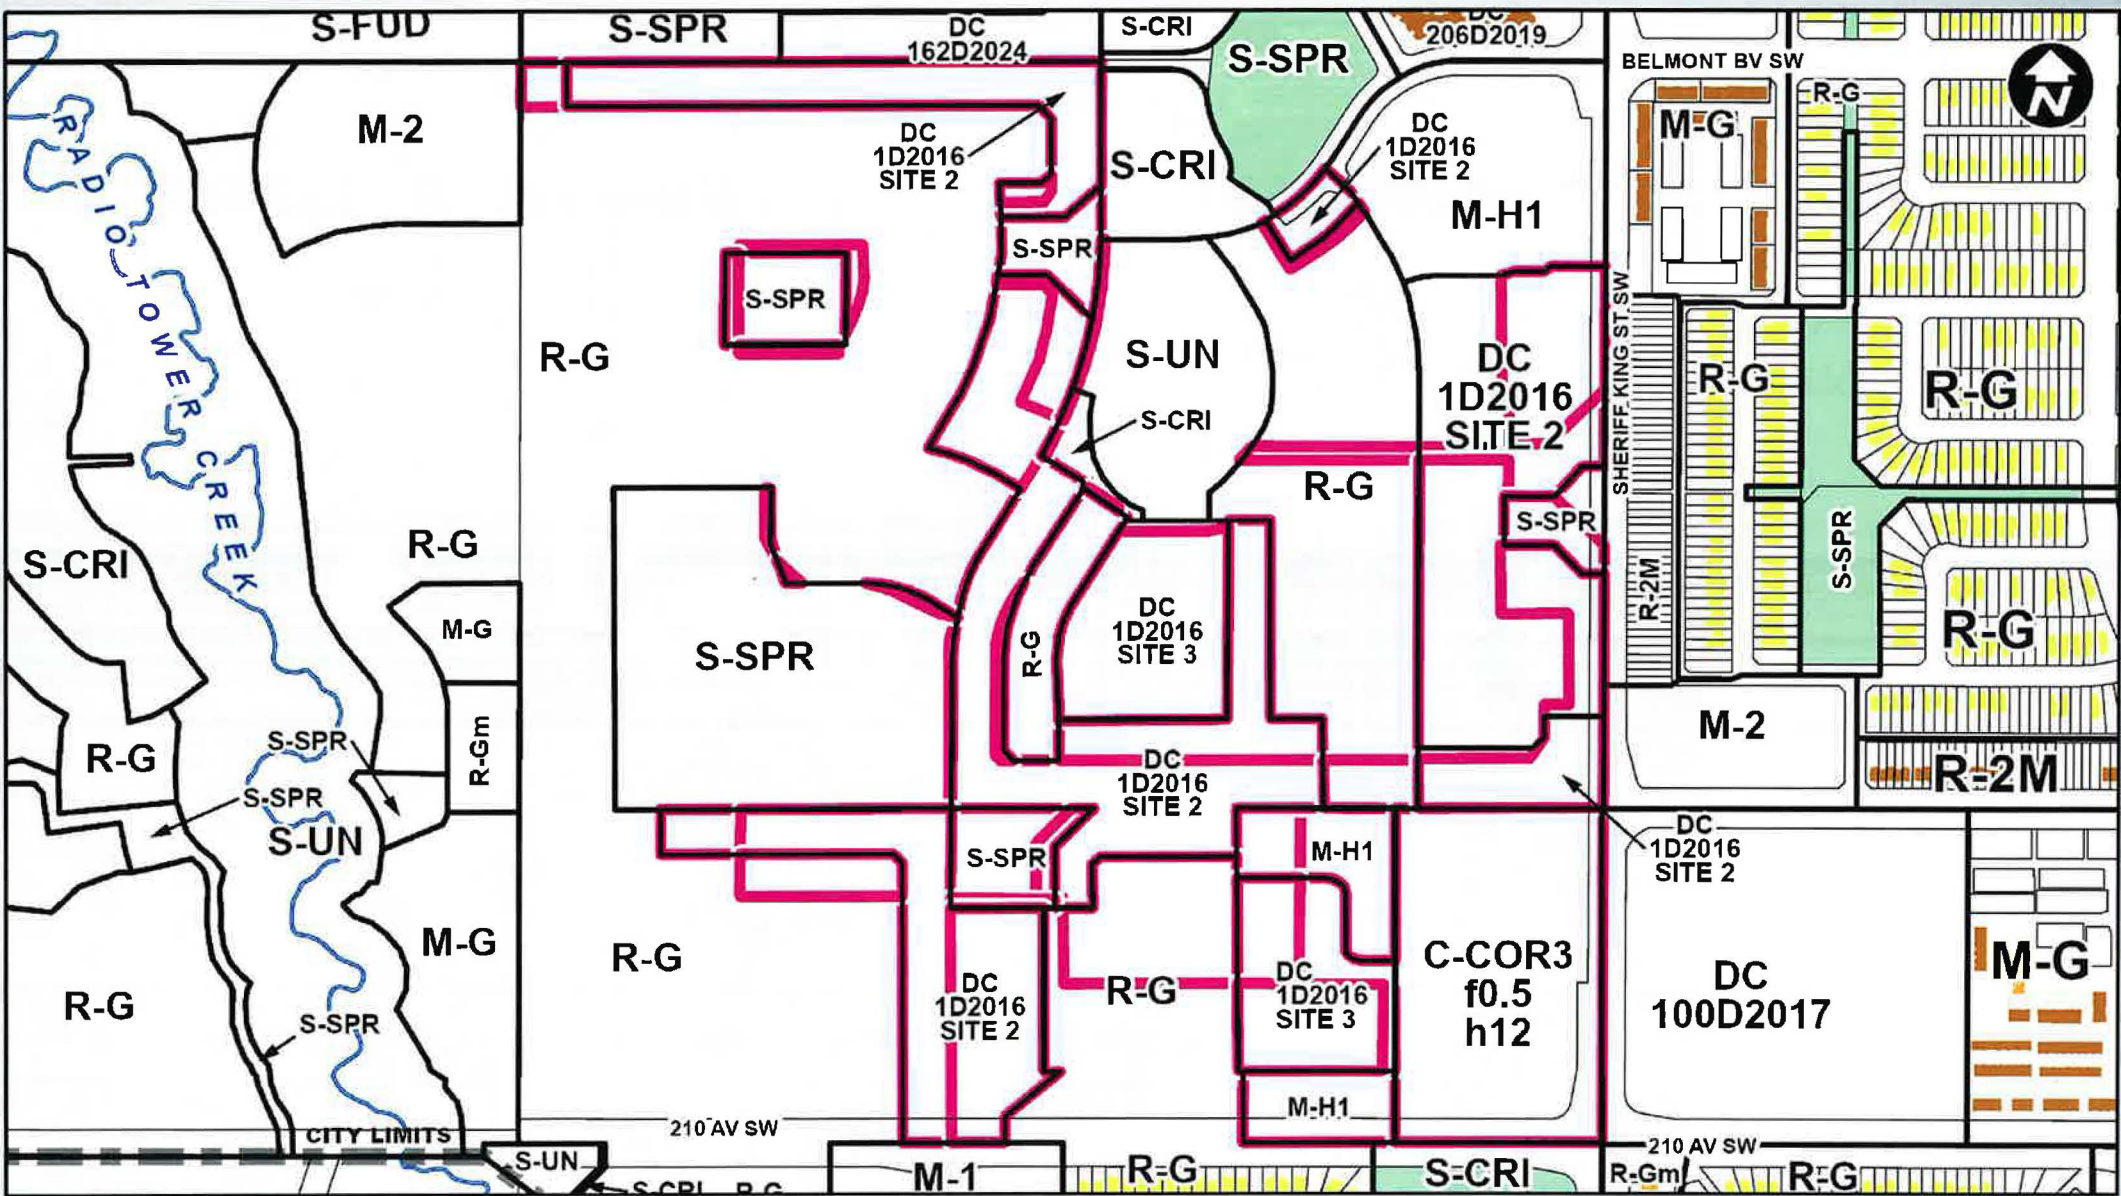 S-FUD
S-SPR
DC
162D2024
S-CRI
S-SPR
DC
206D2019
BELMONT BV SW
N
M-2
DC
1D2016
SITE 2
S-CRI
DC
1D2016
SITE 2
M-H1
M-G
R-G
RADIO TOWER CREEK
S-SPR
S-SPR
R-G
S-UN
S-CRI
DC
1D2016
SITE 2
SHERIFF KING ST SW
R-G
R-G
R-G
S-SPR
S-SPR
R-2M
S-CRI
R-G
M-G
S-SPR
R-G
DC
1D2016
SITE 3
R-G
R-G
S-SPR
R-Gm
S-SPR
S-UN
DC
1D2016
SITE 2
M-2
R-2M
S-SPR
M-H1
DC
1D2016
SITE 2
M-G
R-G
R-G
S-SPR
DC
1D2016
SITE 2
R-G
DC
1D2016
SITE 3
C-COR3
f0.5
h12
DC
100D2017
M-G
M-H1
CITY LIMITS
210 AV SW
210 AV SW
S-UN
S-CRI
R-G
M-1
R-G
S-CRI
R-Gm
R-G